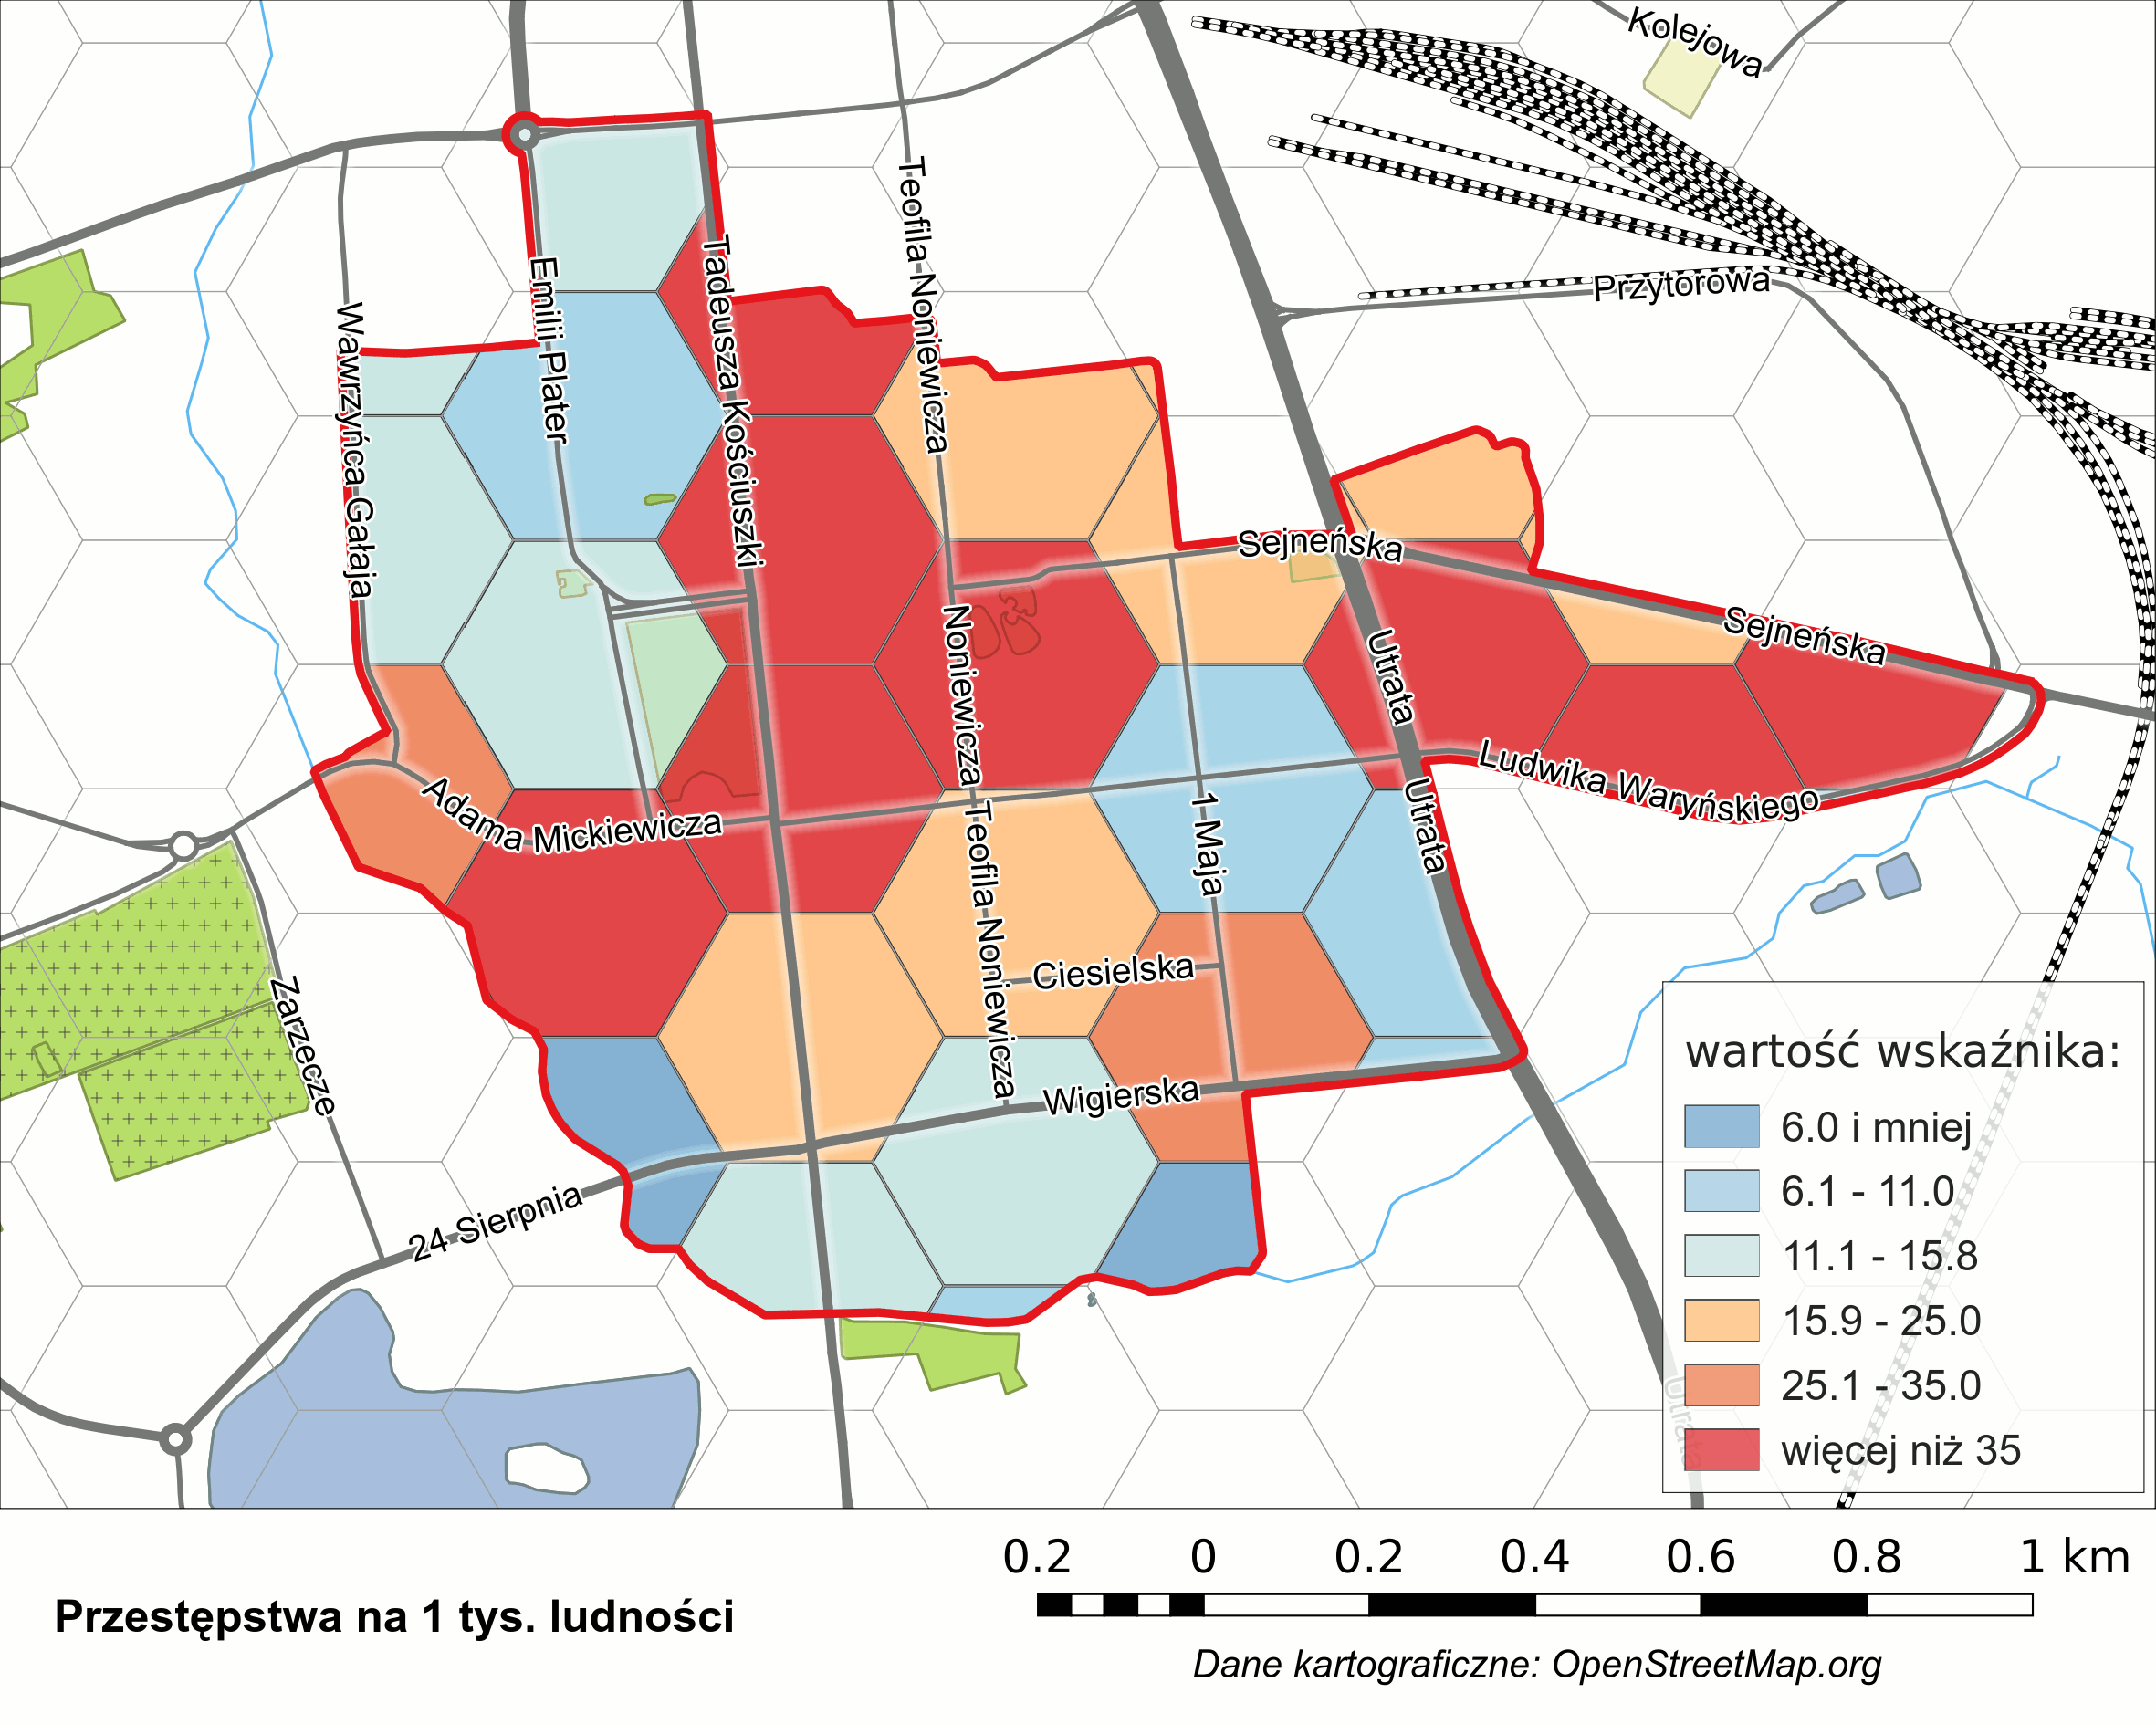 Kolejowa
Teofila Noniewicza
Tadeusza Kościuszki
Emilii Plater
Przytorowa
Wawrzyńca Gałaja
Sejneńska
Sejneńska
Noniewicza
Utrata
Ludwika Waryńskiego
Adama Mickiewicza
Utrata
1 Maja
Teofila Noniewicza
Ciesielska
Zarzecze
Wigierska
24 Sierpnia
Utrata
wartość wskaźnika:
6.0 i mniej
6.1 - 11.0
11.1 - 15.8
15.9 - 25.0
25.1 - 35.0
więcej niż 35
0.2 0 0.2 0.4 0.6 0.8 1 km
Przestępstwa na 1 tys. ludności
Dane kartograficzne: OpenStreetMap.org